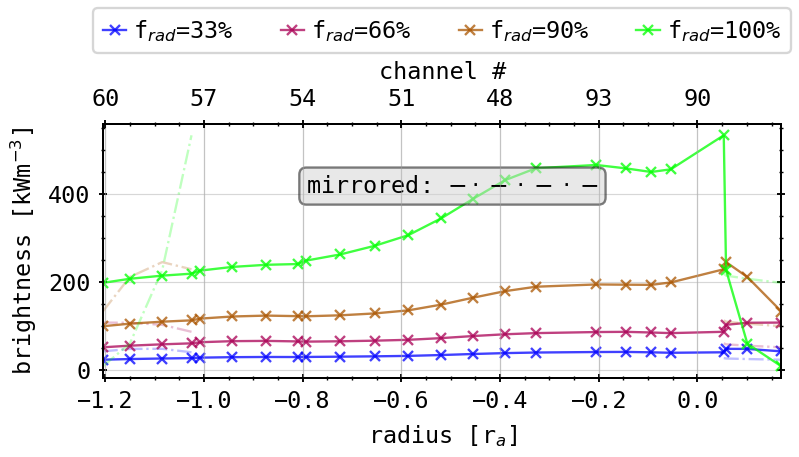 f_rad=33% f_rad=66% f_rad=90% f_rad=100%
channel #
60 57 54 51 48 93 90
mirrored: — · — · — · —
brightness [kWm⁻³]
400
200
0
−1.2 −1.0 −0.8 −0.6 −0.4 −0.2 0.0
radius [r_a]